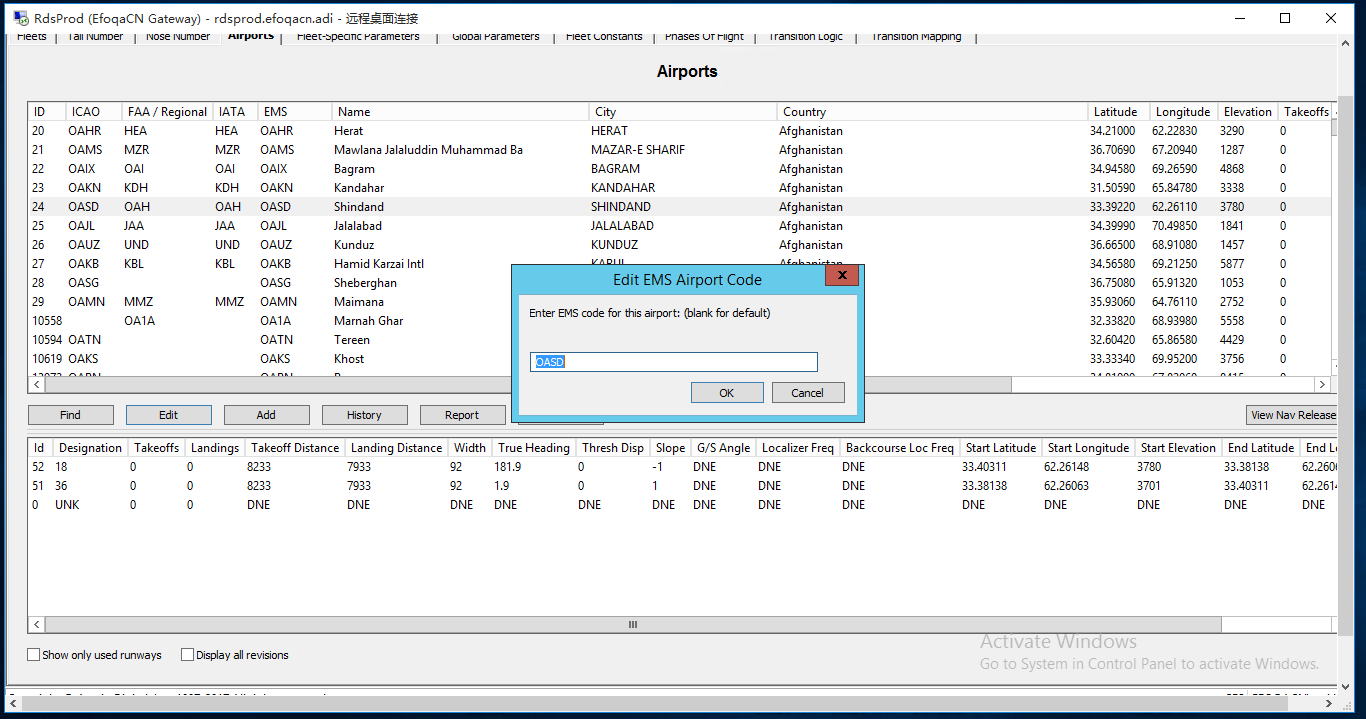 RdsProd (EfoqaCN Gateway) - rdsprod.efoqacn.adi - 远程桌面连接
Fleets Tail Number Nose Number Airports Fleet-Specific Parameters Global Parameters Fleet Constants Phases Of Flight Transition Logic Transition Mapping
Airports
ID ICAO FAA / Regional IATA EMS Name City Country Latitude Longitude Elevation Takeoffs
20 OAHR HEA HEA OAHR Herat HERAT Afghanistan 34.21000 62.22830 3290 0
21 OAMS MZR MZR OAMS Mawlana Jalaluddin Muhammad Ba MAZAR-E SHARIF Afghanistan 36.70690 67.20940 1287 0
22 OAIX OAI OAI OAIX Bagram BAGRAM Afghanistan 34.94580 69.26590 4868 0
23 OAKN KDH KDH OAKN Kandahar KANDAHAR Afghanistan 31.50590 65.84780 3338 0
24 OASD OAH OAH OASD Shindand SHINDAND Afghanistan 33.39220 62.26110 3780 0
25 OAJL JAA JAA OAJL Jalalabad JALALABAD Afghanistan 34.39990 70.49850 1841 0
26 OAUZ UND UND OAUZ Kunduz KUNDUZ Afghanistan 36.66500 68.91080 1457 0
27 OAKB KBL KBL OAKB Hamid Karzai Intl KABUL Afghanistan 34.56580 69.21250 5877 0
28 OASG OASG Sheberghan 36.75080 65.91320 1053 0
29 OAMN MMZ MMZ OAMN Maimana 35.93060 64.76110 2752 0
10558 OA1A OA1A Marnah Ghar 32.33820 68.93980 5558 0
10594 OATN OATN Tereen 32.60420 65.86580 4429 0
10619 OAKS OAKS Khost 33.33340 69.95200 3756 0
Edit EMS Airport Code
x
Enter EMS code for this airport: (blank for default)
OASD
OK Cancel
Find Edit Add History Report View Nav Release
Id Designation Takeoffs Landings Takeoff Distance Landing Distance Width True Heading Thresh Disp Slope G/S Angle Localizer Freq Backcourse Loc Freq Start Latitude Start Longitude Start Elevation End Latitude End Lo
52 18 0 0 8233 7933 92 181.9 0 -1 DNE DNE DNE 33.40311 62.26148 3780 33.38138 62.2606
51 36 0 0 8233 7933 92 1.9 0 1 DNE DNE DNE 33.38138 62.26063 3701 33.40311 62.2614
0 UNK 0 0 DNE DNE DNE DNE DNE DNE DNE DNE DNE DNE DNE DNE DNE DNE
Show only used runways Display all revisions
Activate Windows
Go to System in Control Panel to activate Windows.